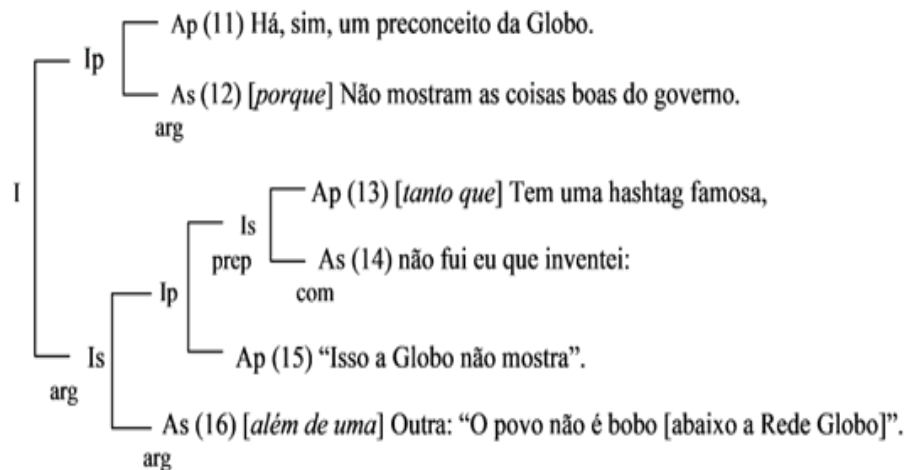 Ap (11) Há, sim, um preconceito da Globo.
Ip
As (12) [porque] Não mostram as coisas boas do governo.
arg
I
Ap (13) [tanto que] Tem uma hashtag famosa,
Is
prep
As (14) não fui eu que inventei:
com
Ip
Ap (15) “Isso a Globo não mostra”.
Is
arg
As (16) [além de uma] Outra: “O povo não é bobo [abaixo a Rede Globo]”.
arg